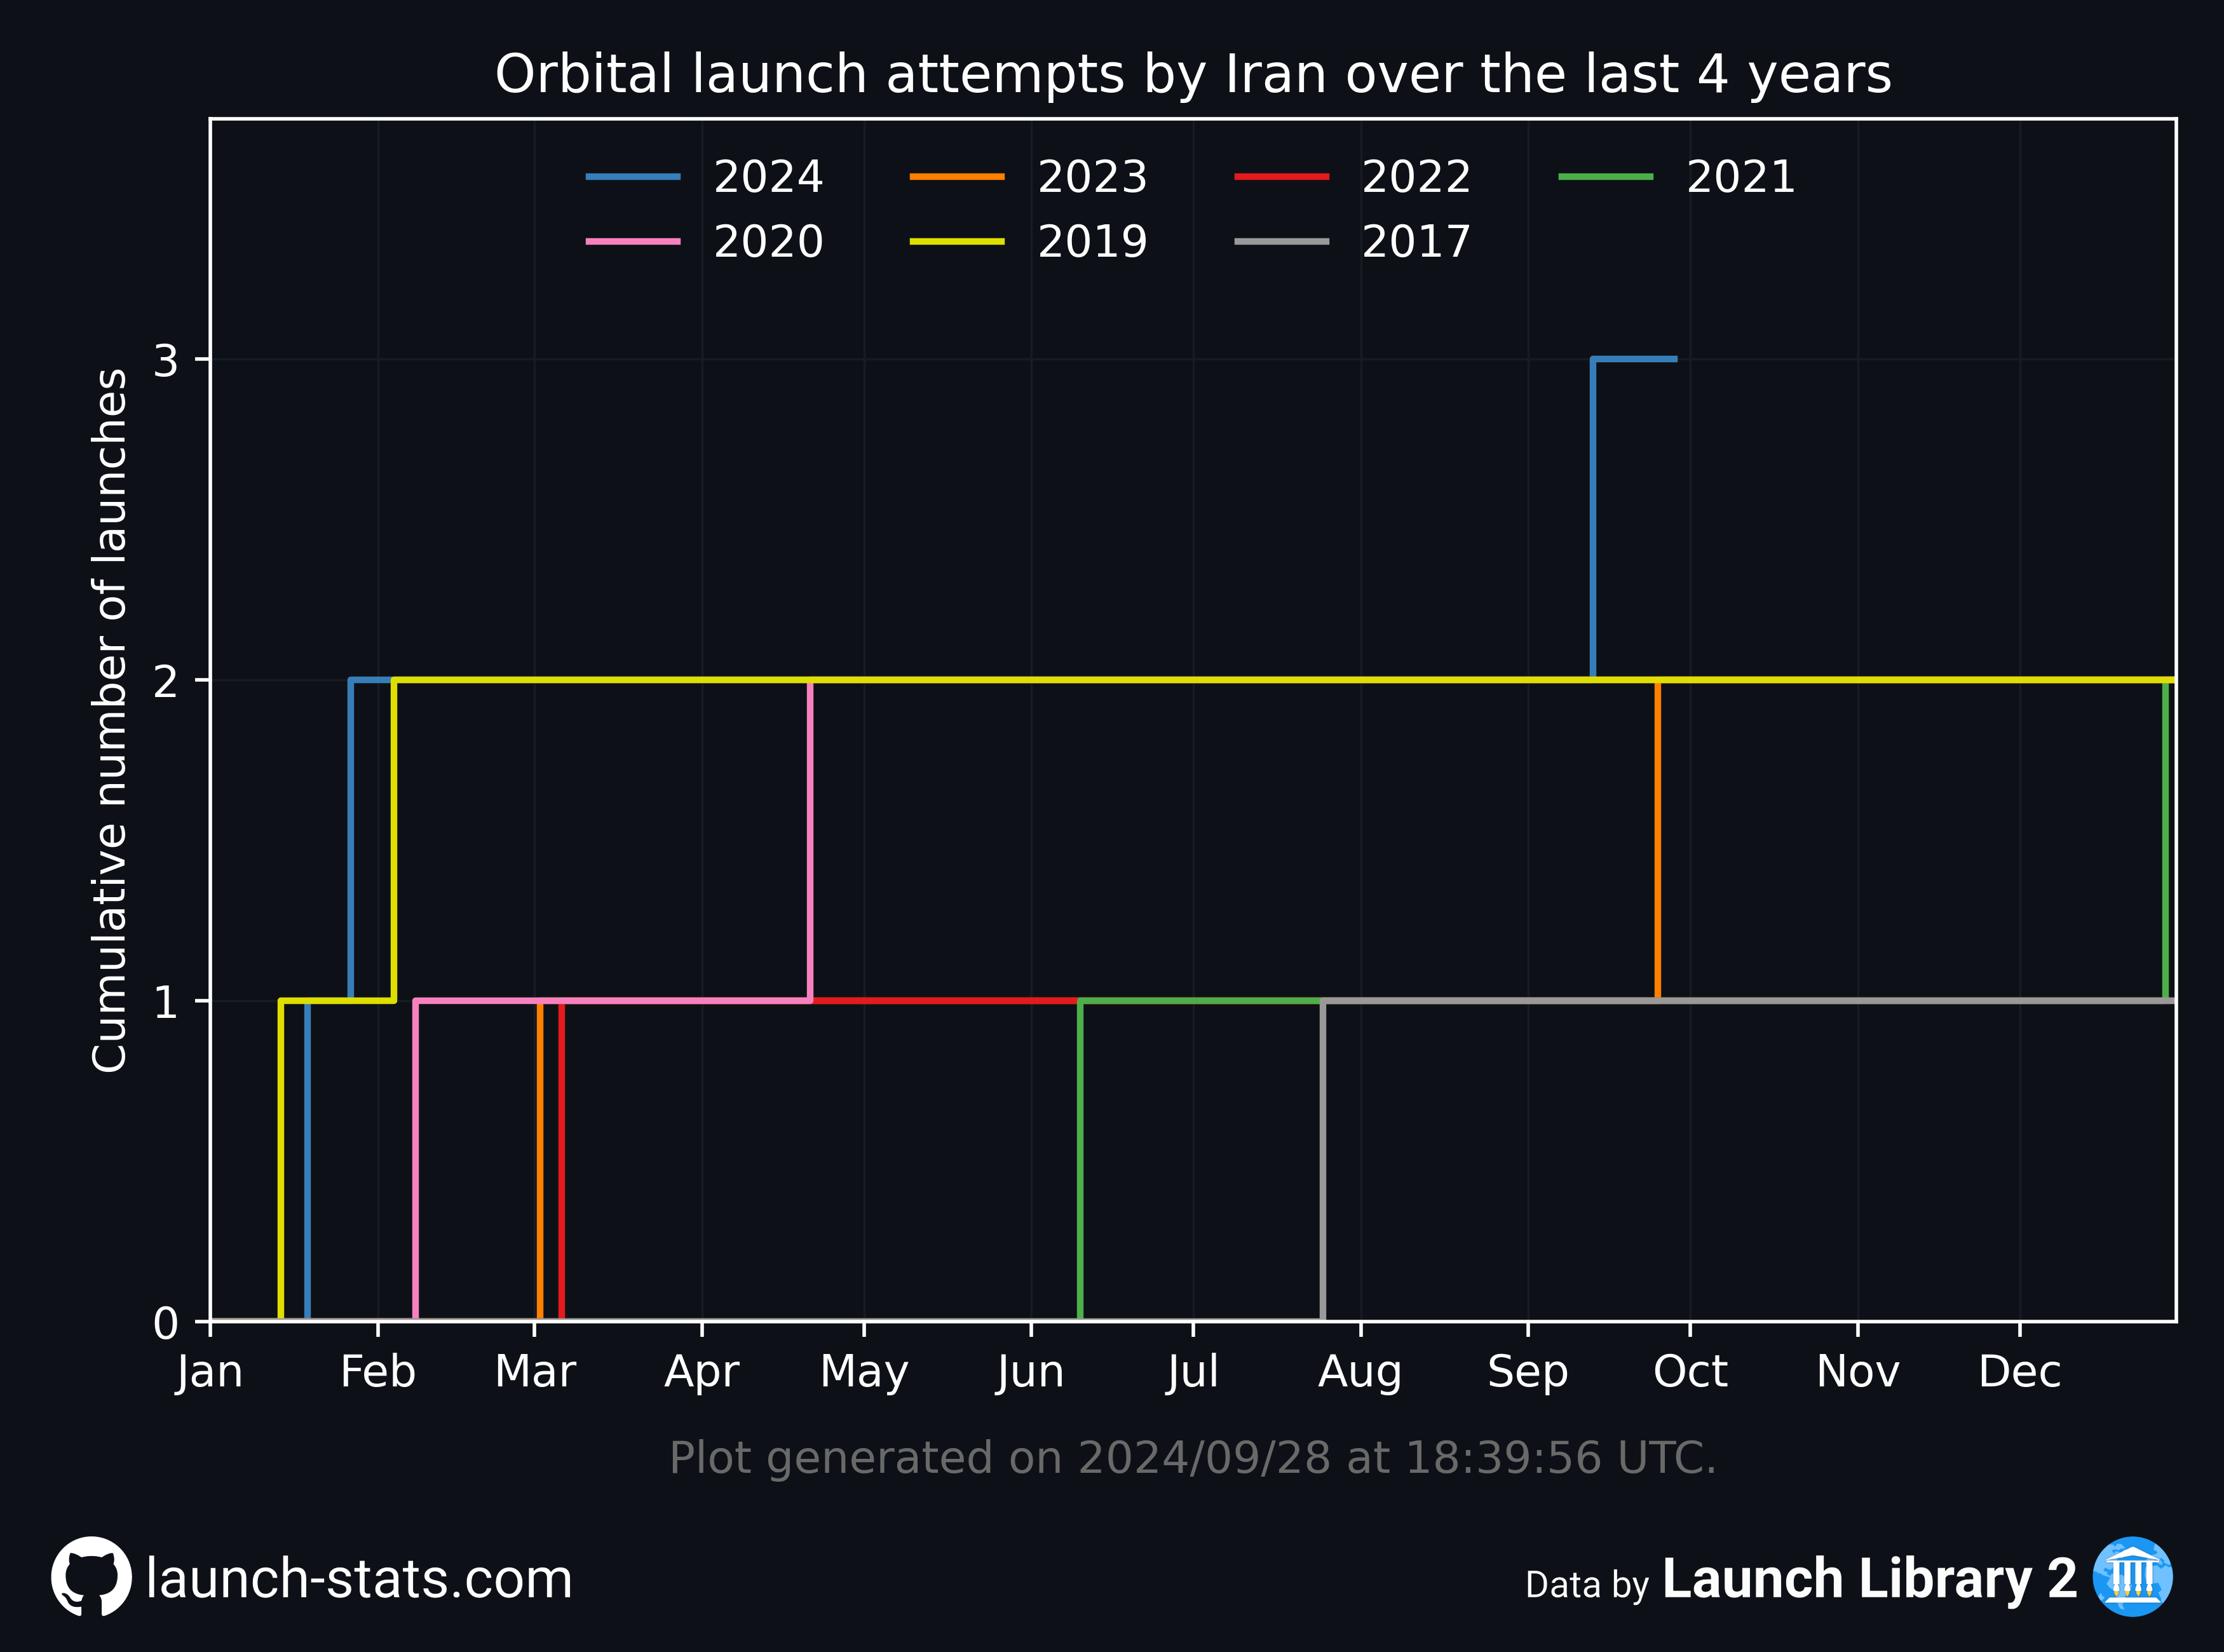 Orbital launch attempts by Iran over the last 4 years
2024 2023 2022 2021
2020 2019 2017
Cumulative number of launches
3
2
1
0
Jan Feb Mar Apr May Jun Jul Aug Sep Oct Nov Dec
Plot generated on 2024/09/28 at 18:39:56 UTC.
launch-stats.com
Data by Launch Library 2